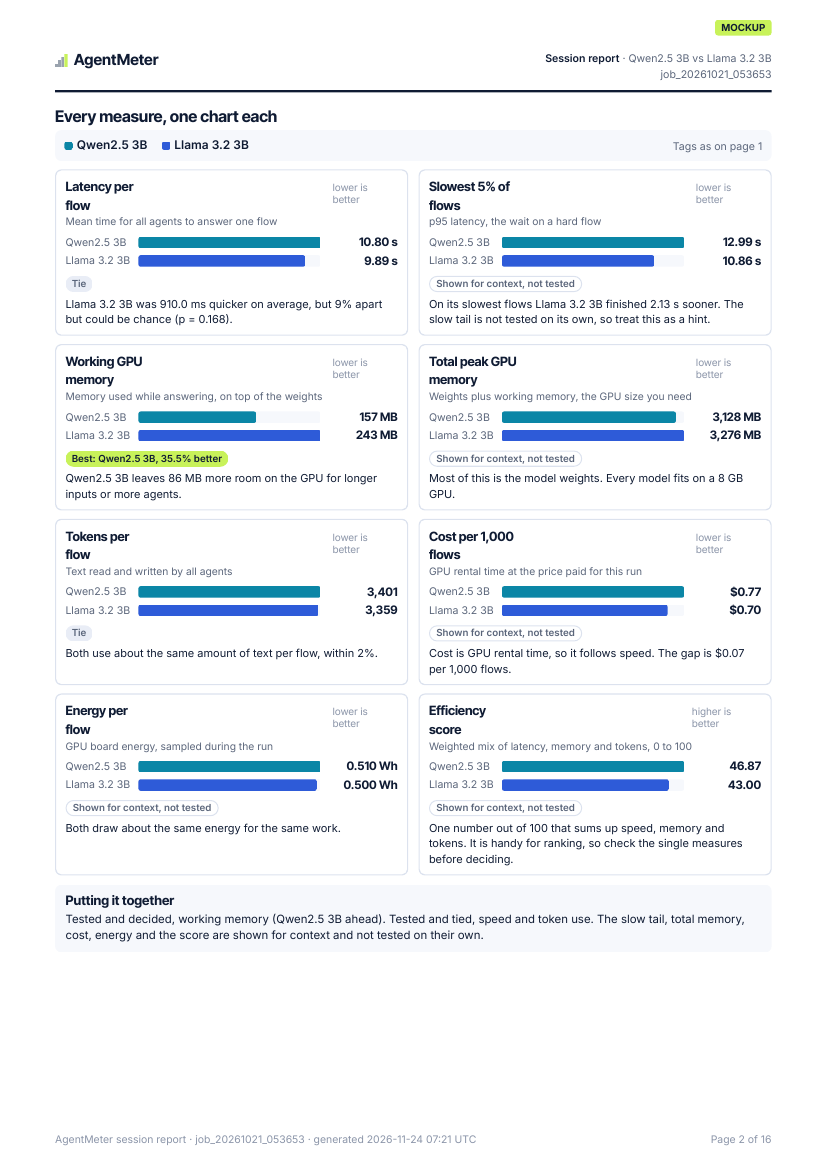 MOCKUP
AgentMeter
Session report · Qwen2.5 3B vs Llama 3.2 3B
job_20261021_053653
Every measure, one chart each
Qwen2.5 3B Llama 3.2 3B
Tags as on page 1
Latency per
flow
lower is
better
Mean time for all agents to answer one flow
Qwen2.5 3B 10.80 s
Llama 3.2 3B 9.89 s
Tie
Llama 3.2 3B was 910.0 ms quicker on average, but 9% apart
but could be chance (p = 0.168).
Slowest 5% of
flows
lower is
better
p95 latency, the wait on a hard flow
Qwen2.5 3B 12.99 s
Llama 3.2 3B 10.86 s
Shown for context, not tested
On its slowest flows Llama 3.2 3B finished 2.13 s sooner. The
slow tail is not tested on its own, so treat this as a hint.
Working GPU
memory
lower is
better
Memory used while answering, on top of the weights
Qwen2.5 3B 157 MB
Llama 3.2 3B 243 MB
Best: Qwen2.5 3B, 35.5% better
Qwen2.5 3B leaves 86 MB more room on the GPU for longer
inputs or more agents.
Total peak GPU
memory
lower is
better
Weights plus working memory, the GPU size you need
Qwen2.5 3B 3,128 MB
Llama 3.2 3B 3,276 MB
Shown for context, not tested
Most of this is the model weights. Every model fits on a 8 GB
GPU.
Tokens per
flow
lower is
better
Text read and written by all agents
Qwen2.5 3B 3,401
Llama 3.2 3B 3,359
Tie
Both use about the same amount of text per flow, within 2%.
Cost per 1,000
flows
lower is
better
GPU rental time at the price paid for this run
Qwen2.5 3B $0.77
Llama 3.2 3B $0.70
Shown for context, not tested
Cost is GPU rental time, so it follows speed. The gap is $0.07
per 1,000 flows.
Energy per
flow
lower is
better
GPU board energy, sampled during the run
Qwen2.5 3B 0.510 Wh
Llama 3.2 3B 0.500 Wh
Shown for context, not tested
Both draw about the same energy for the same work.
Efficiency
score
higher is
better
Weighted mix of latency, memory and tokens, 0 to 100
Qwen2.5 3B 46.87
Llama 3.2 3B 43.00
Shown for context, not tested
One number out of 100 that sums up speed, memory and
tokens. It is handy for ranking, so check the single measures
before deciding.
Putting it together
Tested and decided, working memory (Qwen2.5 3B ahead). Tested and tied, speed and token use. The slow tail, total memory,
cost, energy and the score are shown for context and not tested on their own.
AgentMeter session report · job_20261021_053653 · generated 2026-11-24 07:21 UTC
Page 2 of 16